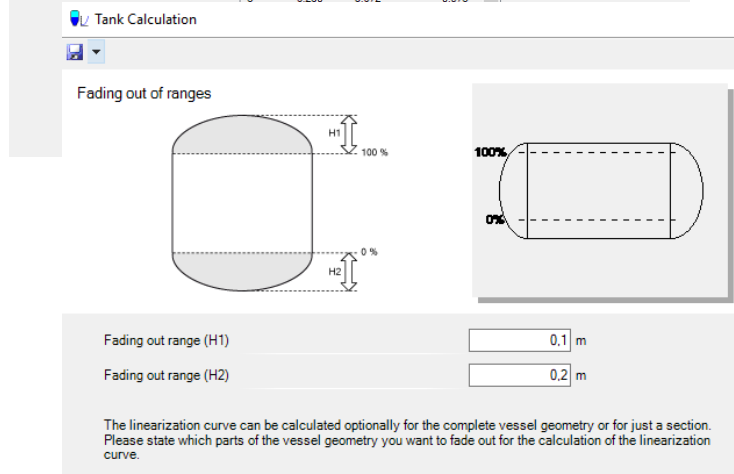 Tank Calculation
Fading out of ranges
H1
100 %
0 %
H2
100%
0%
Fading out range (H1) 0,1 m
Fading out range (H2) 0,2 m
The linearization curve can be calculated optionally for the complete vessel geometry or for just a section.
Please state which parts of the vessel geometry you want to fade out for the calculation of the linearization
curve.